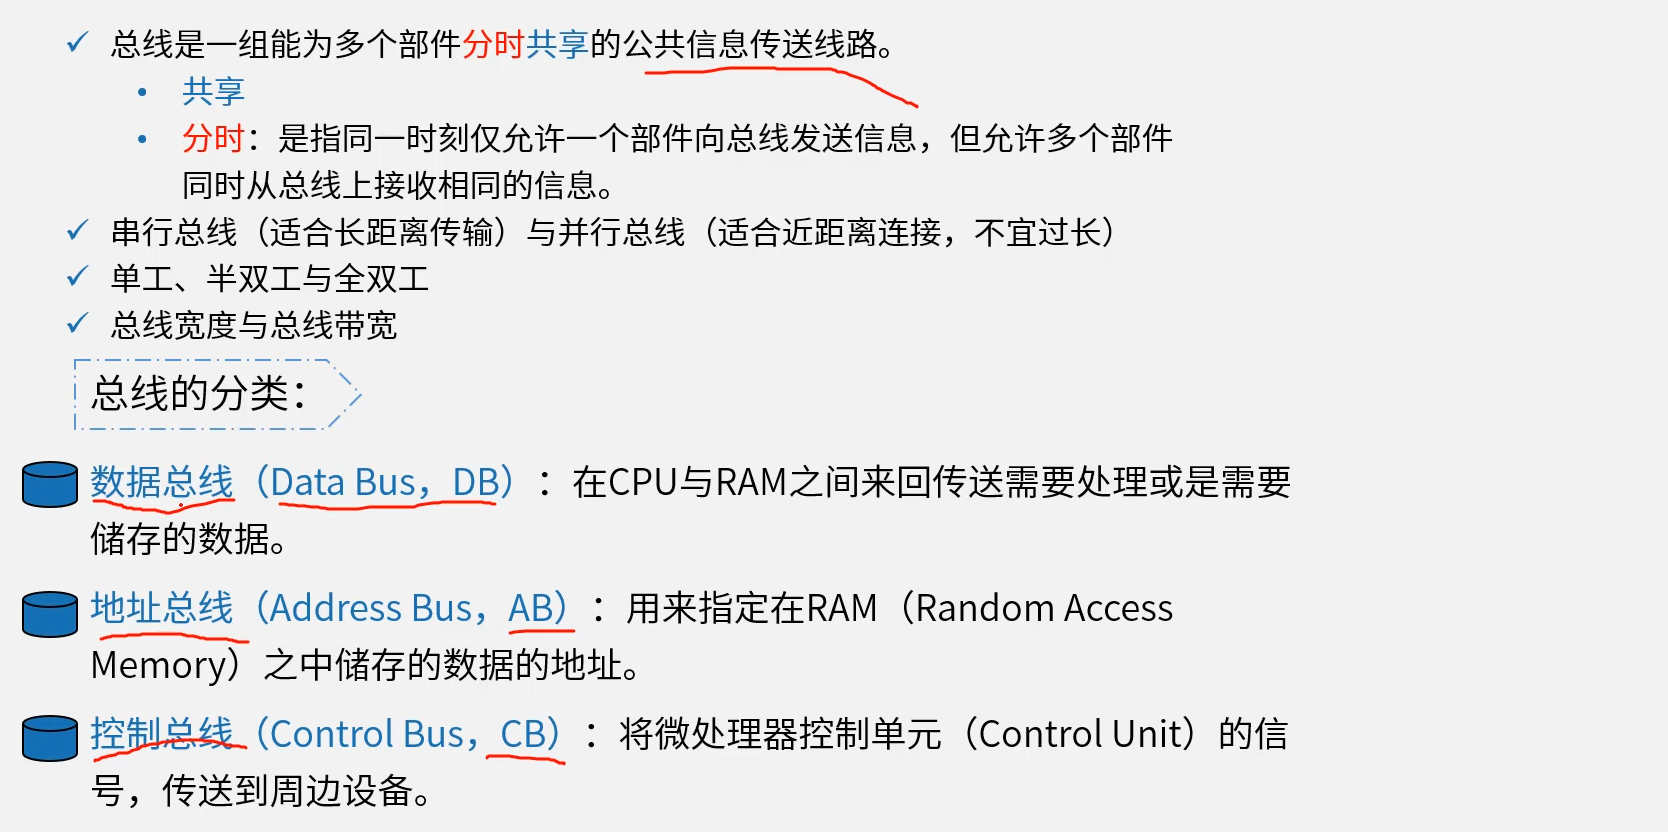 总线是一组能为多个部件分时共享的公共信息传送线路。
共享
分时：是指同一时刻仅允许一个部件向总线发送信息，但允许多个部件
同时从总线上接收相同的信息。
串行总线（适合长距离传输）与并行总线（适合近距离连接，不宜过长）
单工、半双工与全双工
总线宽度与总线带宽
总线的分类：
数据总线（Data Bus，DB）：在CPU与RAM之间来回传送需要处理或是需要
储存的数据。
地址总线（Address Bus，AB）：用来指定在RAM（Random Access
Memory）之中储存的数据的地址。
控制总线（Control Bus，CB）：将微处理器控制单元（Control Unit）的信
号，传送到周边设备。